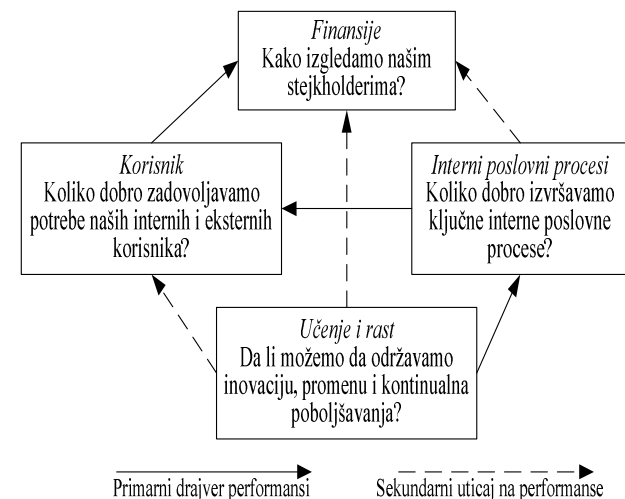 Finansije
Kako izgledamo našim
stejkholderima?
Korisnik
Koliko dobro zadovoljavamo
potrebe naših internih i eksternih
korisnika?
Interni poslovni procesi
Koliko dobro izvršavamo
ključne interne poslovne
procese?
Učenje i rast
Da li možemo da održavamo
inovaciju, promenu i kontinualna
poboljšavanja?
Primarni drajver performansi
Sekundarni uticaj na performanse